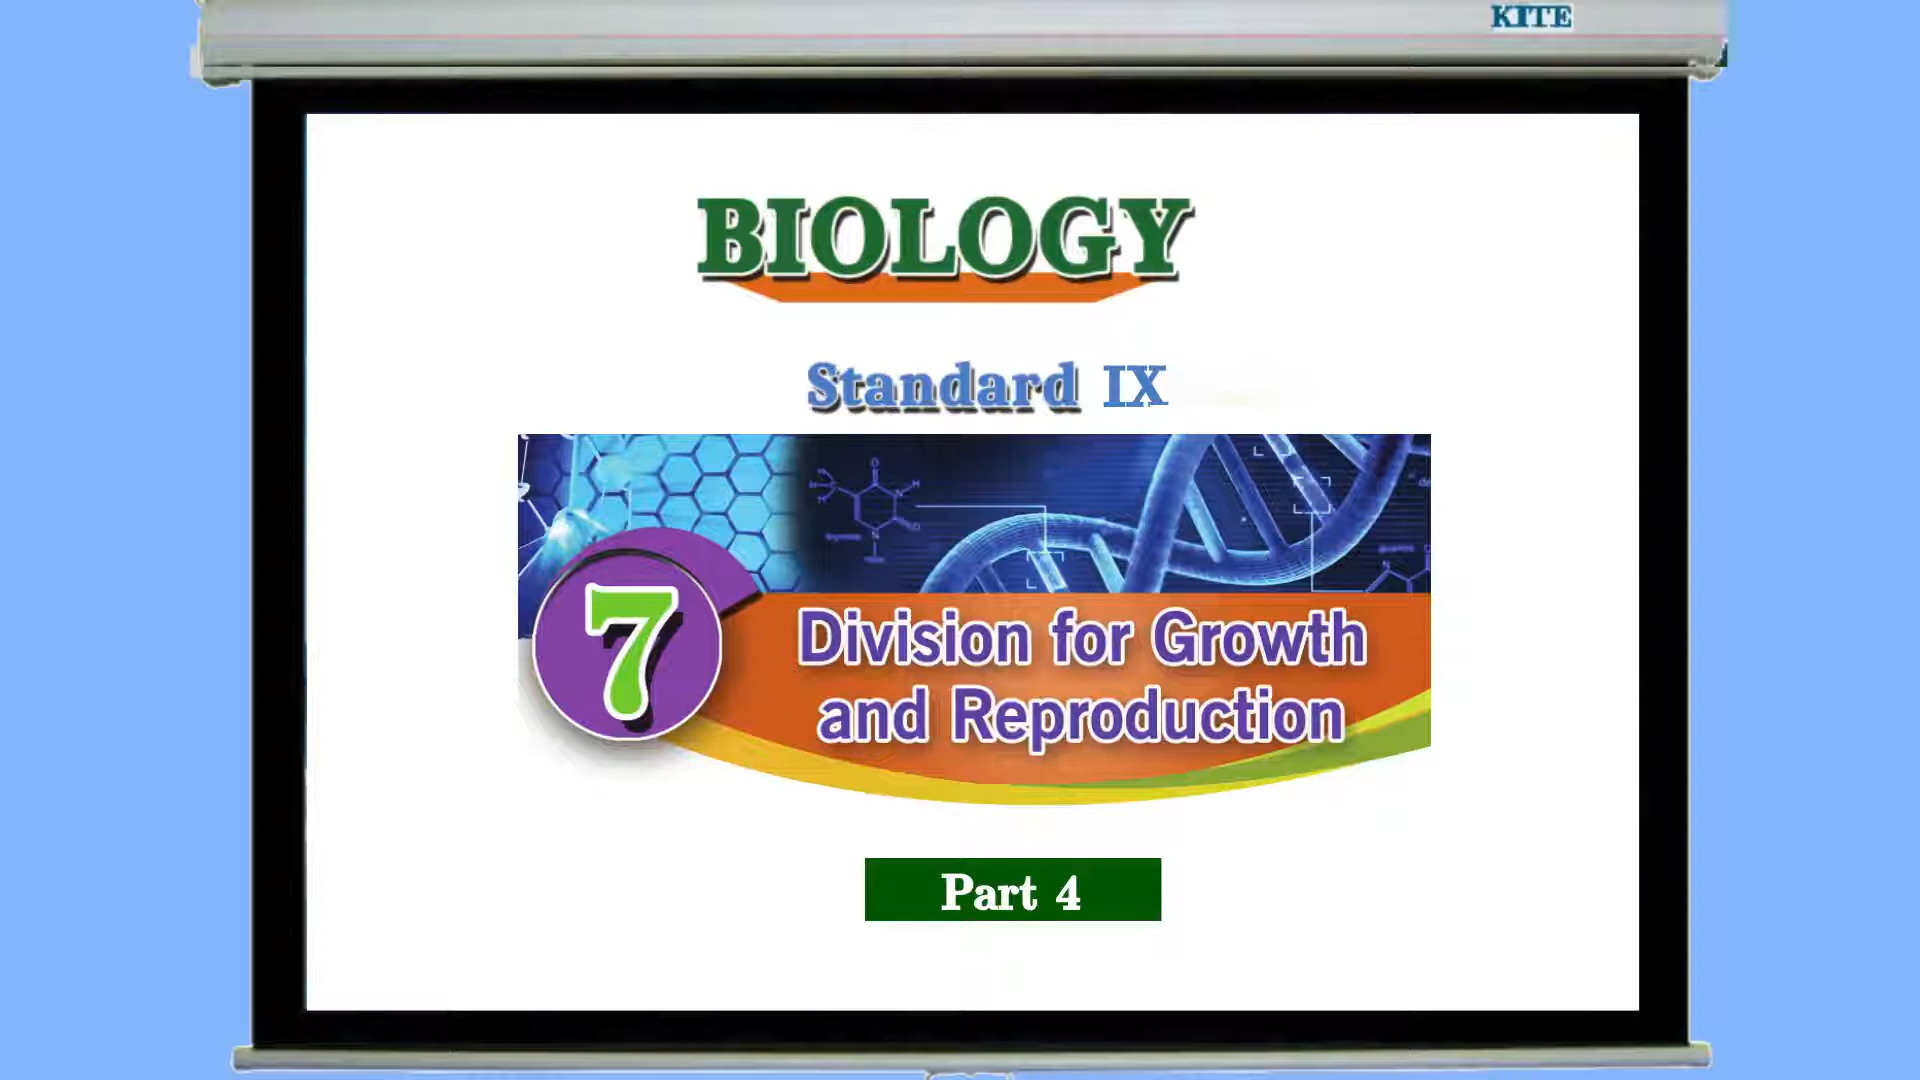 KITE
BIOLOGY
Standard IX
7
Division for Growth
and Reproduction
Part 4